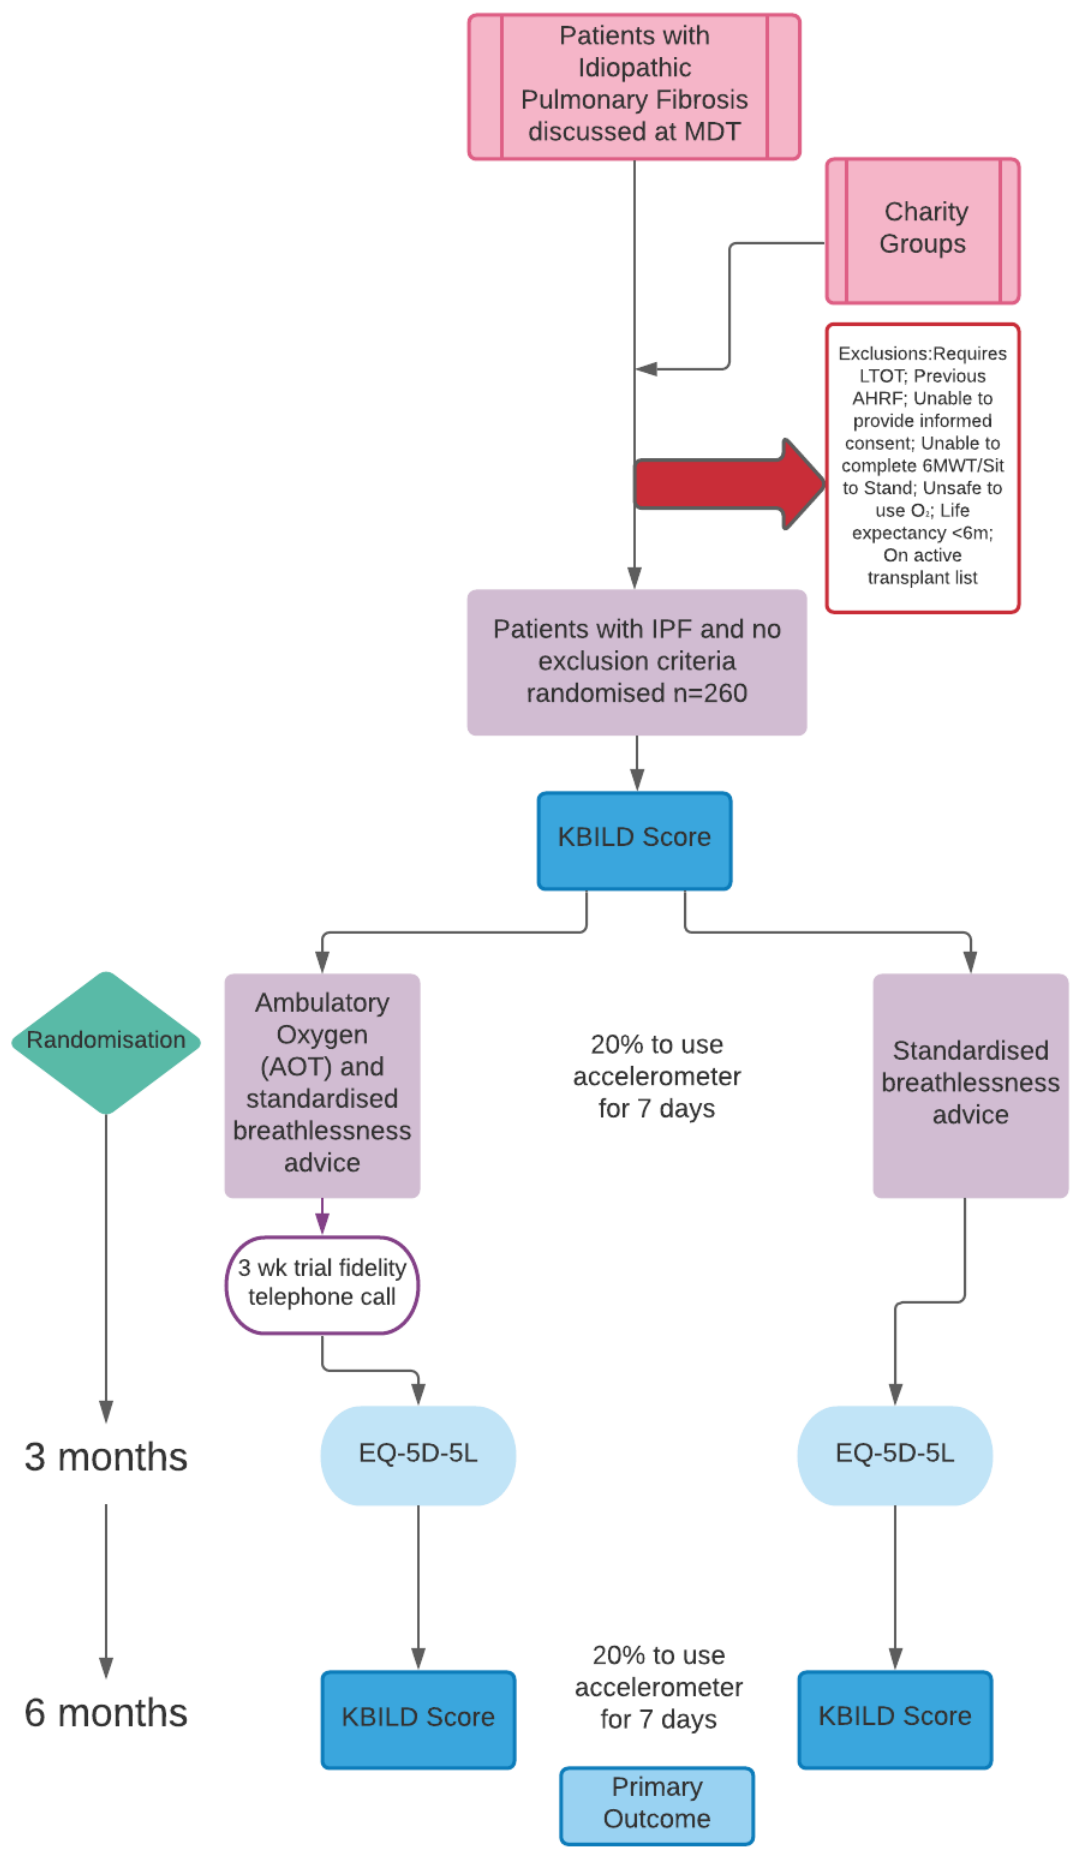 Patients with
Idiopathic
Pulmonary Fibrosis
discussed at MDT
Charity
Groups
Exclusions:Requires
LTOT; Previous
AHRF; Unable to
provide informed
consent; Unable to
complete 6MWT/Sit
to Stand; Unsafe to
use O₂; Life
expectancy <6m;
On active
transplant list
Patients with IPF and no
exclusion criteria
randomised n=260
KBILD Score
Randomisation
Ambulatory
Oxygen
(AOT) and
standardised
breathlessness
advice
20% to use
accelerometer
for 7 days
Standardised
breathlessness
advice
3 wk trial fidelity
telephone call
3 months
EQ-5D-5L
EQ-5D-5L
6 months
KBILD Score
20% to use
accelerometer
for 7 days
KBILD Score
Primary
Outcome